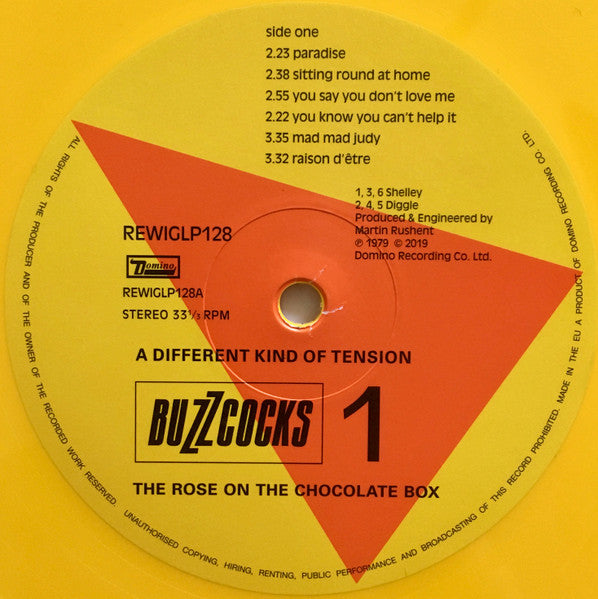 side one
2.23 paradise
2.38 sitting round at home
2.55 you say you don't love me
2.22 you know you can't help it
3.35 mad mad judy
3.32 raison d'être
1, 3, 6 Shelley
2, 4, 5 Diggle
Produced & Engineered by
Martin Rushent
℗ 1979 © 2019
Domino Recording Co. Ltd.
REWIGLP128
Domino
REWIGLP128A
STEREO 33⅓ RPM
A DIFFERENT KIND OF TENSION
BUZZCOCKS
1
THE ROSE ON THE CHOCOLATE BOX
ALL RIGHTS OF THE PRODUCER AND OF THE OWNER OF THE RECORDED WORK RESERVED. UNAUTHORISED COPYING, HIRING, RENTING, PUBLIC PERFORMANCE AND BROADCASTING OF THIS RECORD PROHIBITED. MADE IN THE EU A PRODUCT OF DOMINO RECORDING CO. LTD.